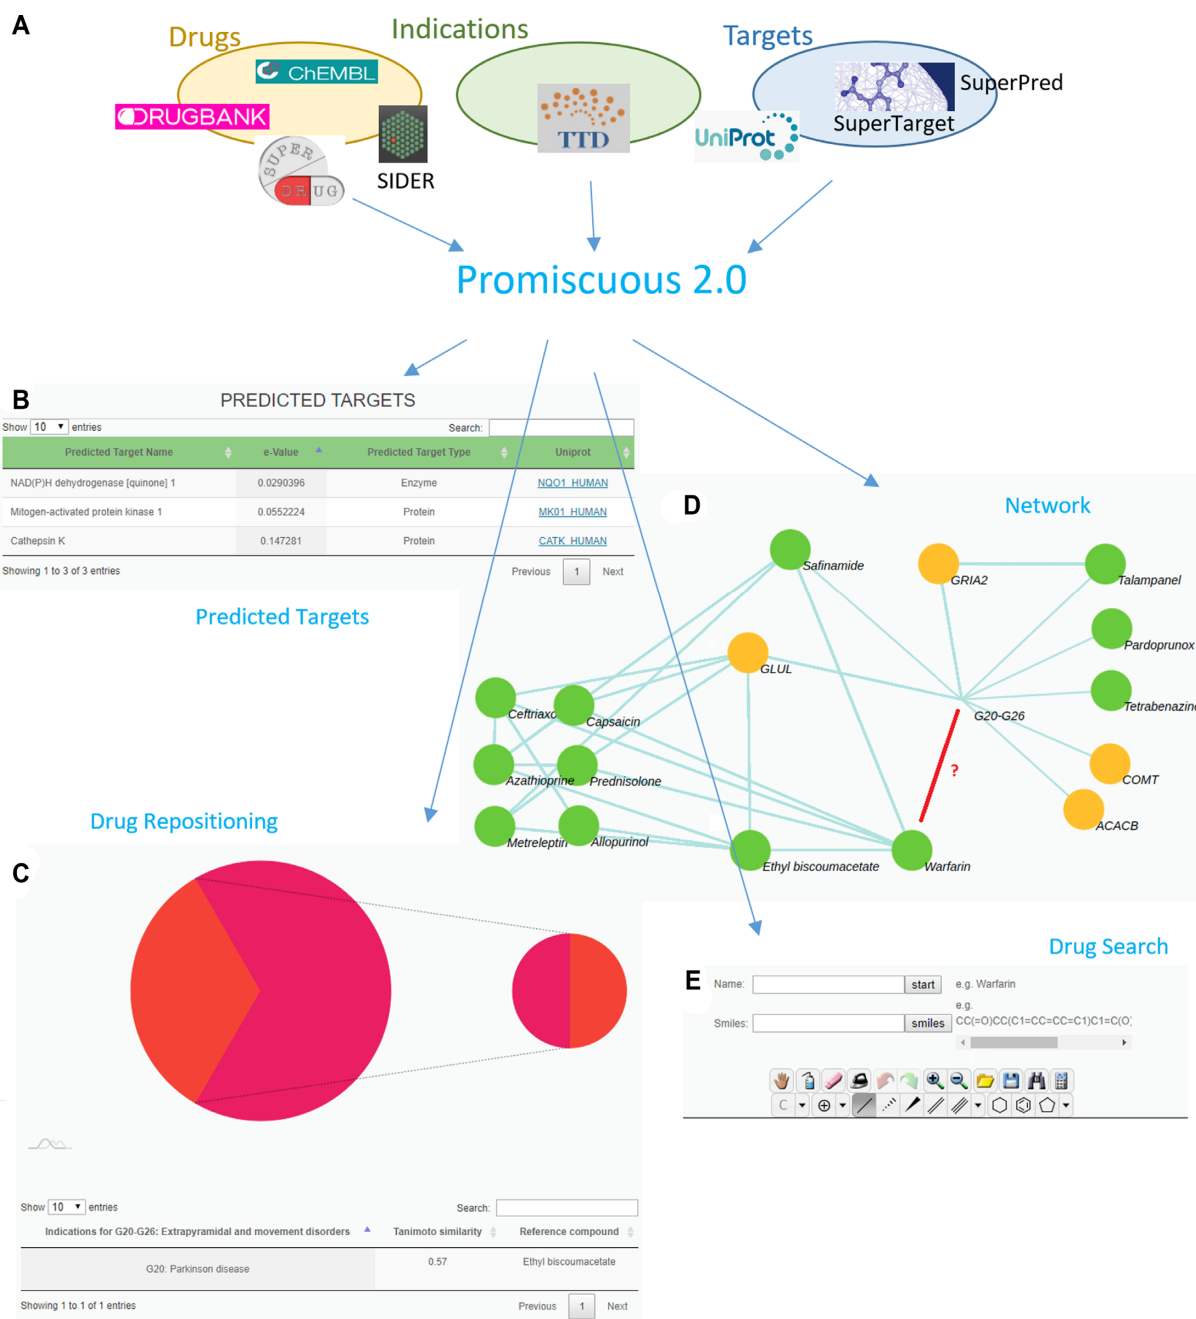 A
Drugs
Indications
Targets
ChEMBL
DRUGBANK
SUPER
DRUG
SIDER
TTD
UniProt
SuperPred
SuperTarget
Promiscuous 2.0
B
PREDICTED TARGETS
Show 10 entries
Search:
Predicted Target Name e-Value Predicted Target Type Uniprot
NAD(P)H dehydrogenase [quinone] 1 0.0290396 Enzyme NQO1_HUMAN
Mitogen-activated protein kinase 1 0.0552224 Protein MK01_HUMAN
Cathepsin K 0.147281 Protein CATK_HUMAN
Showing 1 to 3 of 3 entries
Previous 1 Next
Predicted Targets
D
Network
Safinamide
GRIA2
Talampanel
Pardoprunox
GLUL
Tetrabenazine
G20-G26
Ceftriaxo
Capsaicin
?
COMT
Azathioprine
Prednisolone
ACACB
Metreleptin
Allopurinol
Ethyl biscoumacetate
Warfarin
Drug Repositioning
C
Show 10 entries
Search:
Indications for G20-G26: Extrapyramidal and movement disorders Tanimoto similarity Reference compound
G20: Parkinson disease 0.57 Ethyl biscoumacetate
Showing 1 to 1 of 1 entries
Previous 1 Next
Drug Search
E
Name: start e.g. Warfarin
e.g.
Smiles: smiles CC(=O)CC(C1=CC=CC=C1)C1=C(O)
C